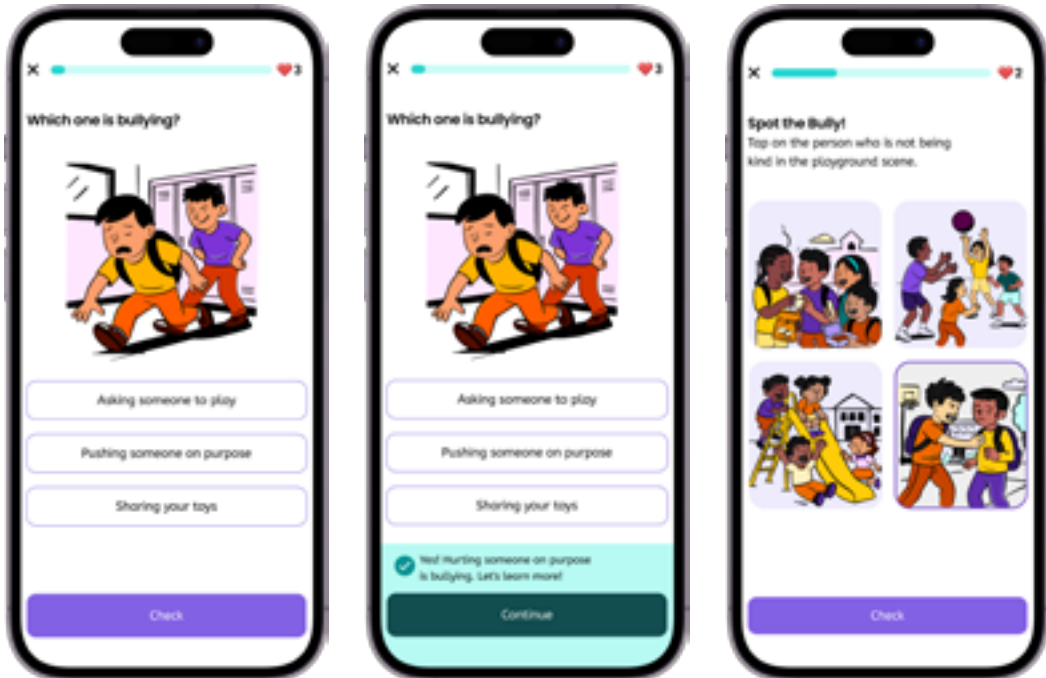 3
Which one is bullying?
Asking someone to play
Pushing someone on purpose
Sharing your toys
Check
3
Which one is bullying?
Asking someone to play
Pushing someone on purpose
Sharing your toys
Yes! Hurting someone on purpose
is bullying. Let's learn more!
Continue
2
Spot the Bully!
Tap on the person who is not being
kind in the playground scene.
Check